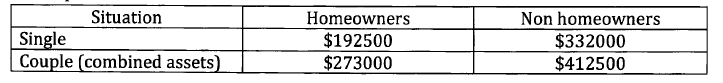 Situation Homeowners Non homeowners
Single $192500 $332000
Couple (combined assets) $273000 $412500